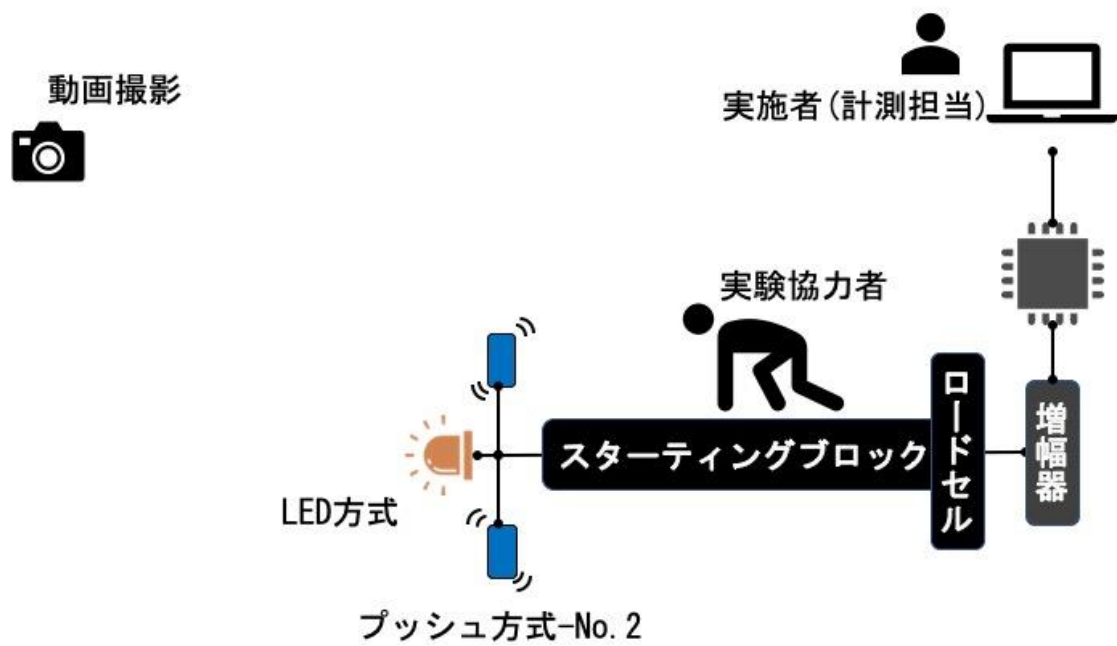 動画撮影
実施者(計測担当)
実験協力者
スターティングブロック
ロードセル
増幅器
LED方式
プッシュ方式-No.2